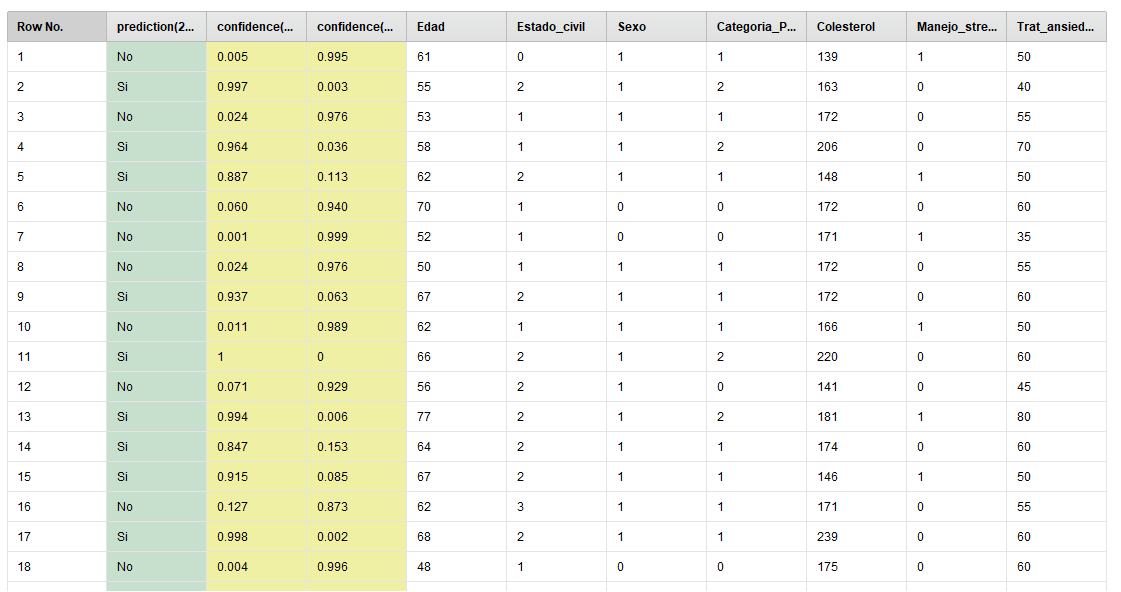 Row No. prediction(2... confidence(... confidence(... Edad Estado_civil Sexo Categoria_P... Colesterol Manejo_stre... Trat_ansied...
1 No 0.005 0.995 61 0 1 1 139 1 50
2 Si 0.997 0.003 55 2 1 2 163 0 40
3 No 0.024 0.976 53 1 1 1 172 0 55
4 Si 0.964 0.036 58 1 1 2 206 0 70
5 Si 0.887 0.113 62 2 1 1 148 1 50
6 No 0.060 0.940 70 1 0 0 172 0 60
7 No 0.001 0.999 52 1 0 0 171 1 35
8 No 0.024 0.976 50 1 1 1 172 0 55
9 Si 0.937 0.063 67 2 1 1 172 0 60
10 No 0.011 0.989 62 1 1 1 166 1 50
11 Si 1 0 66 2 1 2 220 0 60
12 No 0.071 0.929 56 2 1 0 141 0 45
13 Si 0.994 0.006 77 2 1 2 181 1 80
14 Si 0.847 0.153 64 2 1 1 174 0 60
15 Si 0.915 0.085 67 2 1 1 146 1 50
16 No 0.127 0.873 62 3 1 1 171 0 55
17 Si 0.998 0.002 68 2 1 1 239 0 60
18 No 0.004 0.996 48 1 0 0 175 0 60